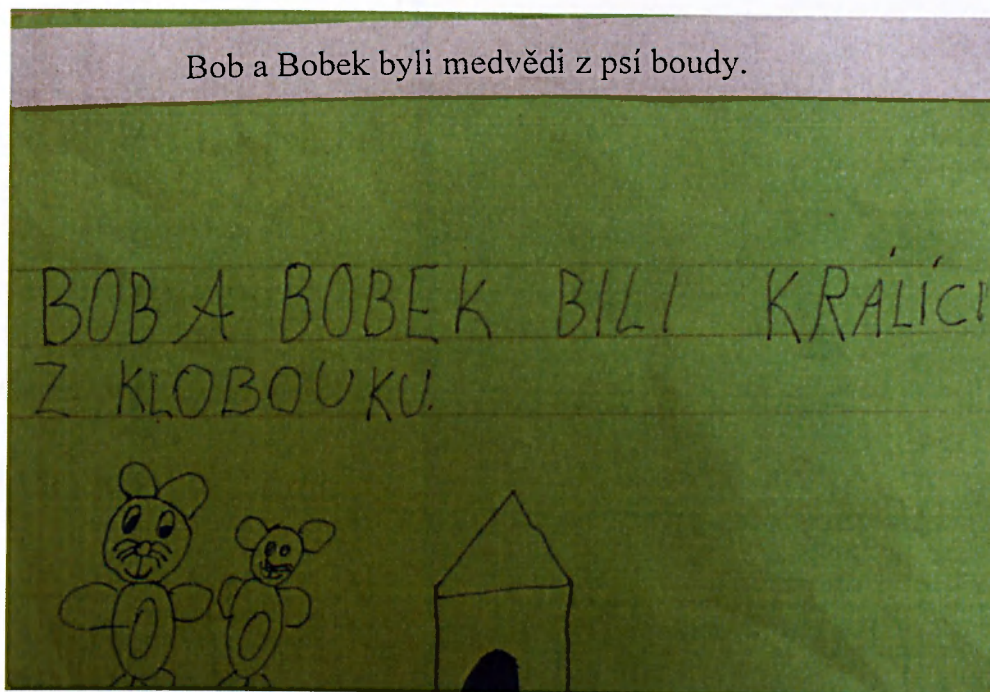 Bob a Bobek byli medvědi z psí boudy.
BOB A BOBEK BILI KRÁLÍCI
Z KLOBOUKU.